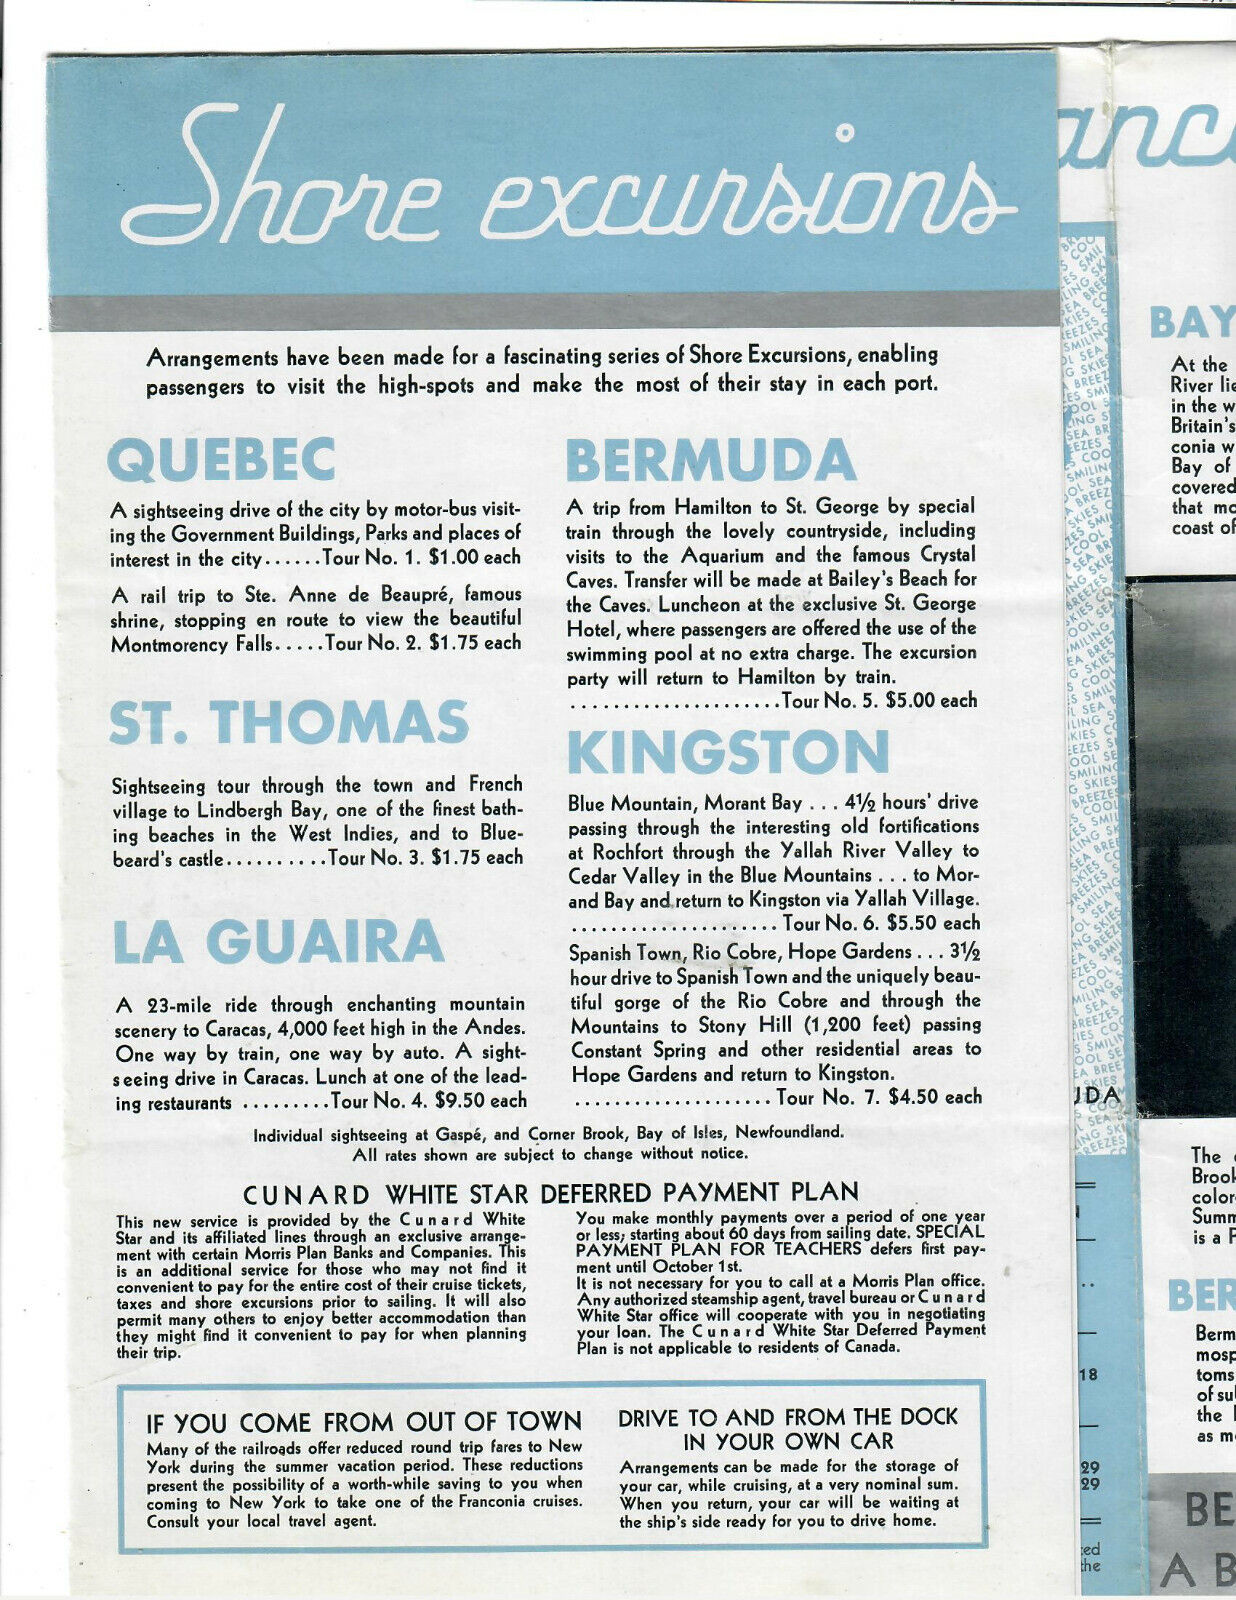 Shore excursions
Arrangements have been made for a fascinating series of Shore Excursions, enabling
passengers to visit the high-spots and make the most of their stay in each port.
QUEBEC
A sightseeing drive of the city by motor-bus visit-
ing the Government Buildings, Parks and places of
interest in the city......Tour No. 1. $1.00 each
A rail trip to Ste. Anne de Beaupré, famous
shrine, stopping en route to view the beautiful
Montmorency Falls.....Tour No. 2. $1.75 each
ST. THOMAS
Sightseeing tour through the town and French
village to Lindbergh Bay, one of the finest bath-
ing beaches in the West Indies, and to Blue-
beard's castle..........Tour No. 3. $1.75 each
LA GUAIRA
A 23-mile ride through enchanting mountain
scenery to Caracas, 4,000 feet high in the Andes.
One way by train, one way by auto. A sight-
seeing drive in Caracas. Lunch at one of the lead-
ing restaurants .........Tour No. 4. $9.50 each
BERMUDA
A trip from Hamilton to St. George by special
train through the lovely countryside, including
visits to the Aquarium and the famous Crystal
Caves. Transfer will be made at Bailey's Beach for
the Caves. Luncheon at the exclusive St. George
Hotel, where passengers are offered the use of the
swimming pool at no extra charge. The excursion
party will return to Hamilton by train.
.....................Tour No. 5. $5.00 each
KINGSTON
Blue Mountain, Morant Bay ... 4½ hours' drive
passing through the interesting old fortifications
at Rochfort through the Yallah River Valley to
Cedar Valley in the Blue Mountains ... to Mor-
and Bay and return to Kingston via Yallah Village.
.....................Tour No. 6. $5.50 each
Spanish Town, Rio Cobre, Hope Gardens ... 3½
hour drive to Spanish Town and the uniquely beau-
tiful gorge of the Rio Cobre and through the
Mountains to Stony Hill (1,200 feet) passing
Constant Spring and other residential areas to
Hope Gardens and return to Kingston.
................... Tour No. 7. $4.50 each
Individual sightseeing at Gaspé, and Corner Brook, Bay of Isles, Newfoundland.
All rates shown are subject to change without notice.
CUNARD WHITE STAR DEFERRED PAYMENT PLAN
This new service is provided by the Cunard White
Star and its affiliated lines through an exclusive arrange-
ment with certain Morris Plan Banks and Companies. This
is an additional service for those who may not find it
convenient to pay for the entire cost of their cruise tickets,
taxes and shore excursions prior to sailing. It will also
permit many others to enjoy better accommodation than
they might find it convenient to pay for when planning
their trip.
You make monthly payments over a period of one year
or less; starting about 60 days from sailing date. SPECIAL
PAYMENT PLAN FOR TEACHERS defers first pay-
ment until October 1st.
It is not necessary for you to call at a Morris Plan office.
Any authorized steamship agent, travel bureau or Cunard
White Star office will cooperate with you in negotiating
your loan. The Cunard White Star Deferred Payment
Plan is not applicable to residents of Canada.
IF YOU COME FROM OUT OF TOWN
Many of the railroads offer reduced round trip fares to New
York during the summer vacation period. These reductions
present the possibility of a worth-while saving to you when
coming to New York to take one of the Franconia cruises.
Consult your local travel agent.
DRIVE TO AND FROM THE DOCK
IN YOUR OWN CAR
Arrangements can be made for the storage of
your car, while cruising, at a very nominal sum.
When you return, your car will be waiting at
the ship's side ready for you to drive home.
anc
UDA
18
29
29
ted
the
BAY
At the
River lie
in the w
Britain's
conia w
Bay of
covered
that mo
coast of
The
Brook
color
Summ
is a P
BER
Berm
mosp
toms
of sul
the
as mo
BE
A B